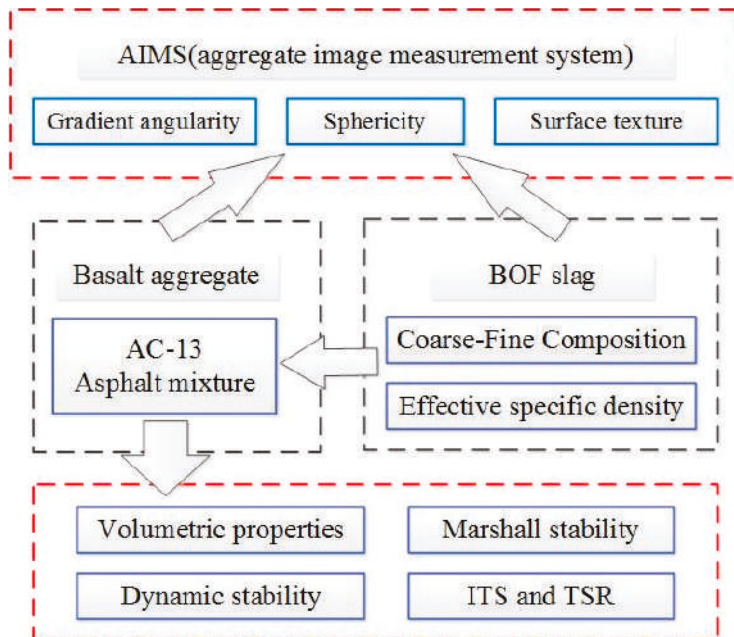 AIMS(aggregate image measurement system)
Gradient angularity
Sphericity
Surface texture
Basalt aggregate
BOF slag
AC-13
Asphalt mixture
Coarse-Fine Composition
Effective specific density
Volumetric properties
Marshall stability
Dynamic stability
ITS and TSR